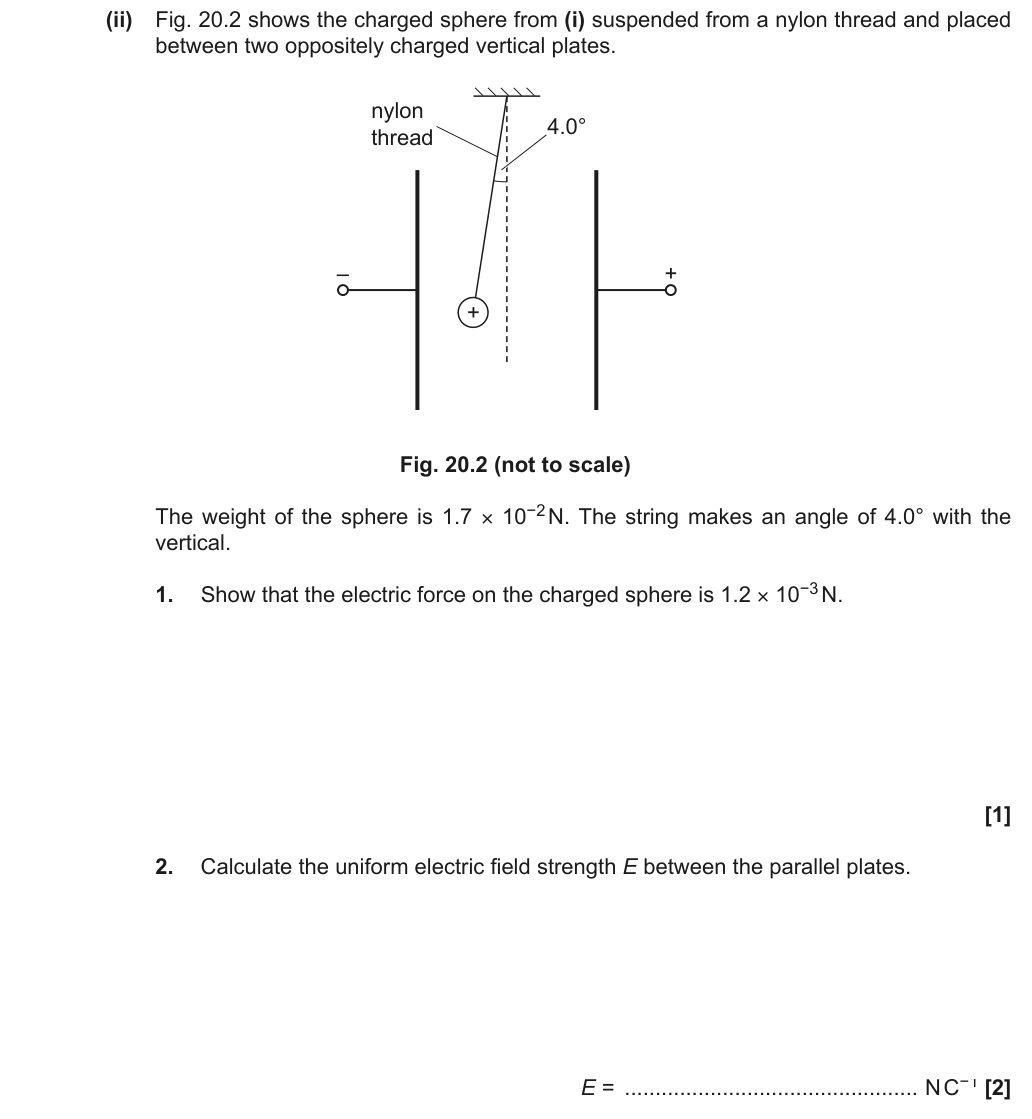 (ii) Fig. 20.2 shows the charged sphere from (i) suspended from a nylon thread and placed
between two oppositely charged vertical plates.
nylon
thread
4.0°
–
+
+
Fig. 20.2 (not to scale)
The weight of the sphere is 1.7 × 10⁻² N. The string makes an angle of 4.0° with the
vertical.
1. Show that the electric force on the charged sphere is 1.2 × 10⁻³ N.
[1]
2. Calculate the uniform electric field strength E between the parallel plates.
E = ................................................ N C⁻¹ [2]